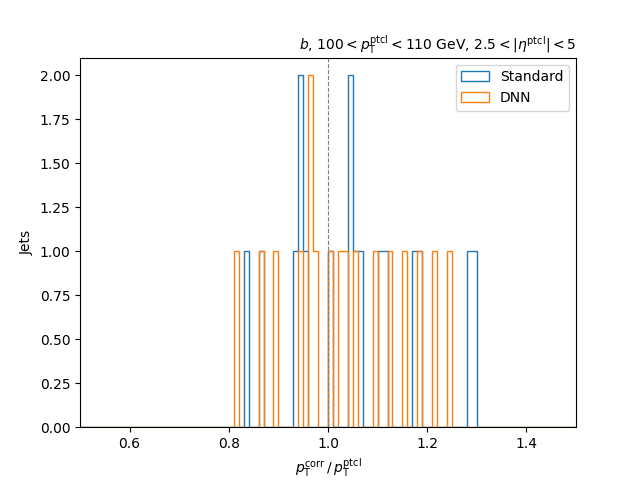 b, 100 < p_T^ptcl < 110 GeV, 2.5 < |η^ptcl| < 5
Standard
DNN
2.00
1.75
1.50
1.25
1.00
0.75
0.50
0.25
0.00
Jets
0.6 0.8 1.0 1.2 1.4
p_T^corr / p_T^ptcl